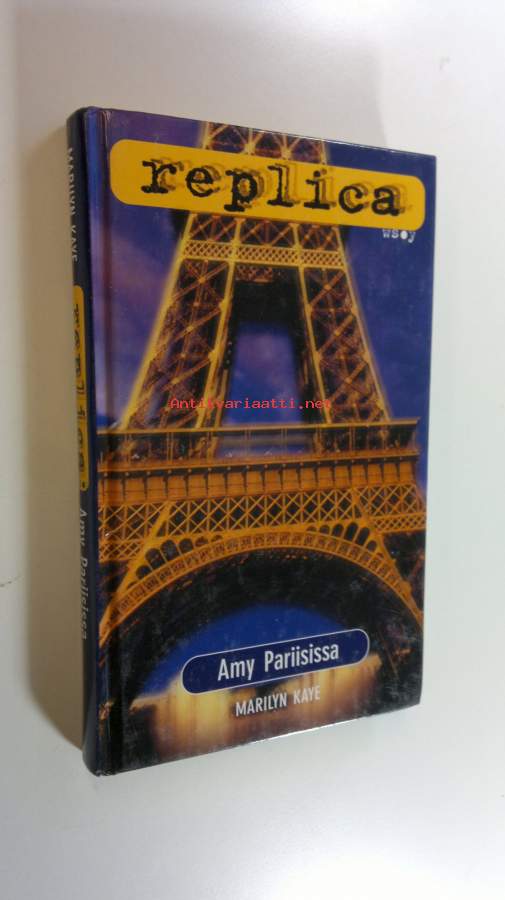 replica
wsoy
Antikvariaatti.net
Amy Pariisissa
MARILYN KAYE
MARILYN KAYE
replica.
Amy Pariisissa